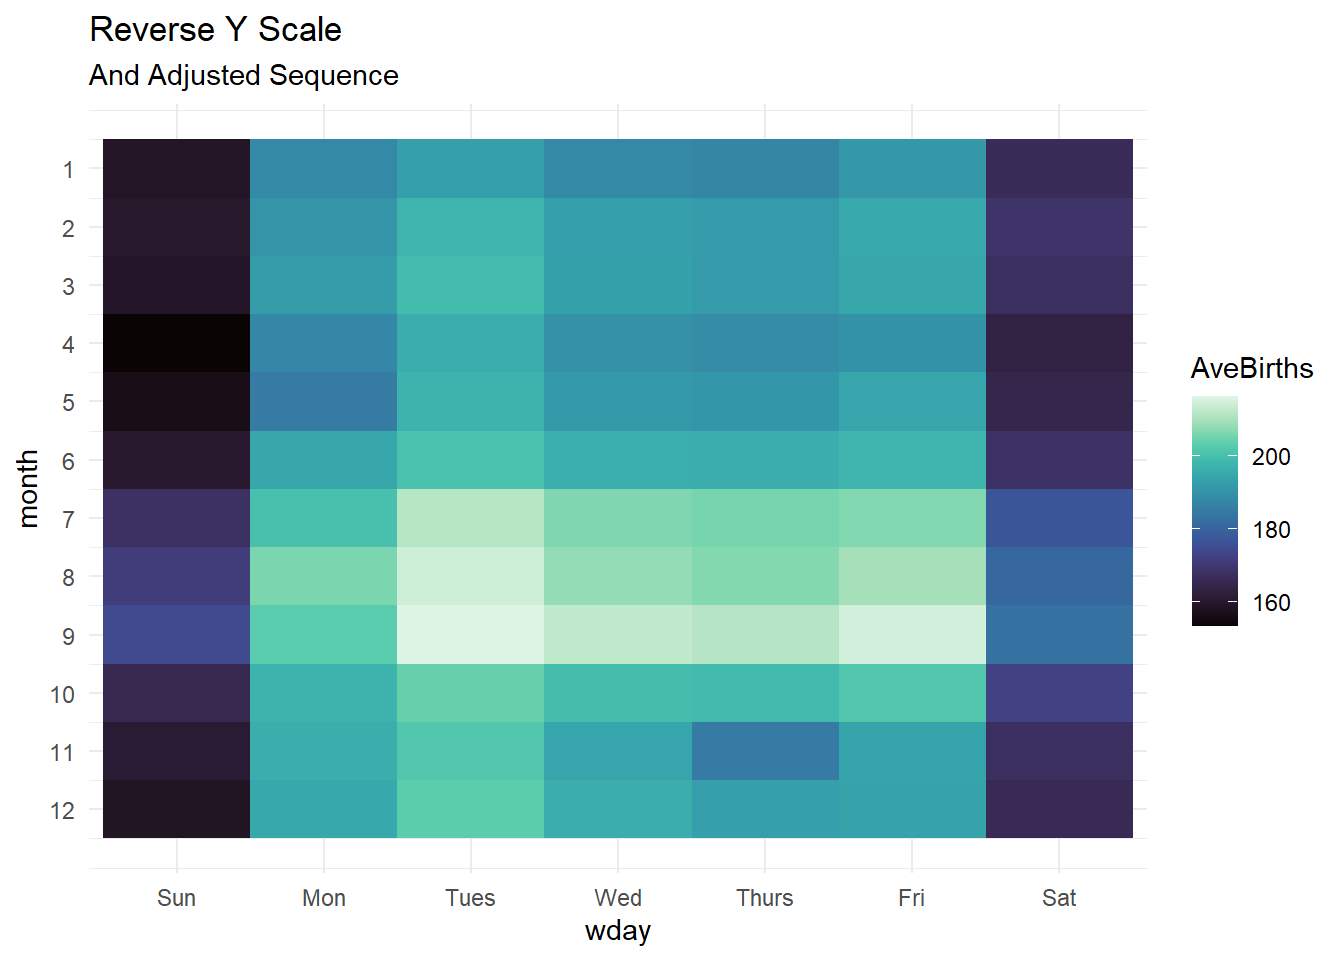 Reverse Y Scale
And Adjusted Sequence
1
2
3
4
5
6
7
8
9
10
11
12
month
Sun Mon Tues Wed Thurs Fri Sat
wday
AveBirths
200
180
160